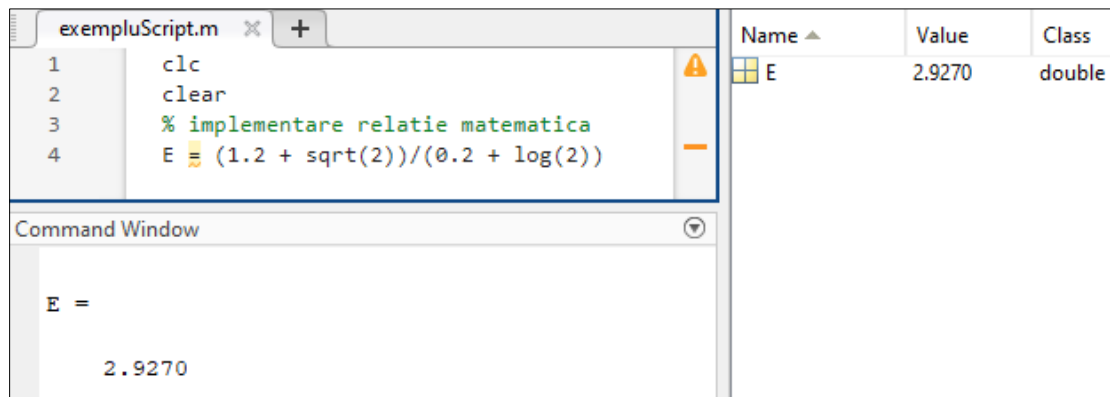 exempluScript.m × +
1 clc
2 clear
3 % implementare relatie matematica
4 E = (1.2 + sqrt(2))/(0.2 + log(2))
Command Window
E =
2.9270
Name Value Class
E 2.9270 double